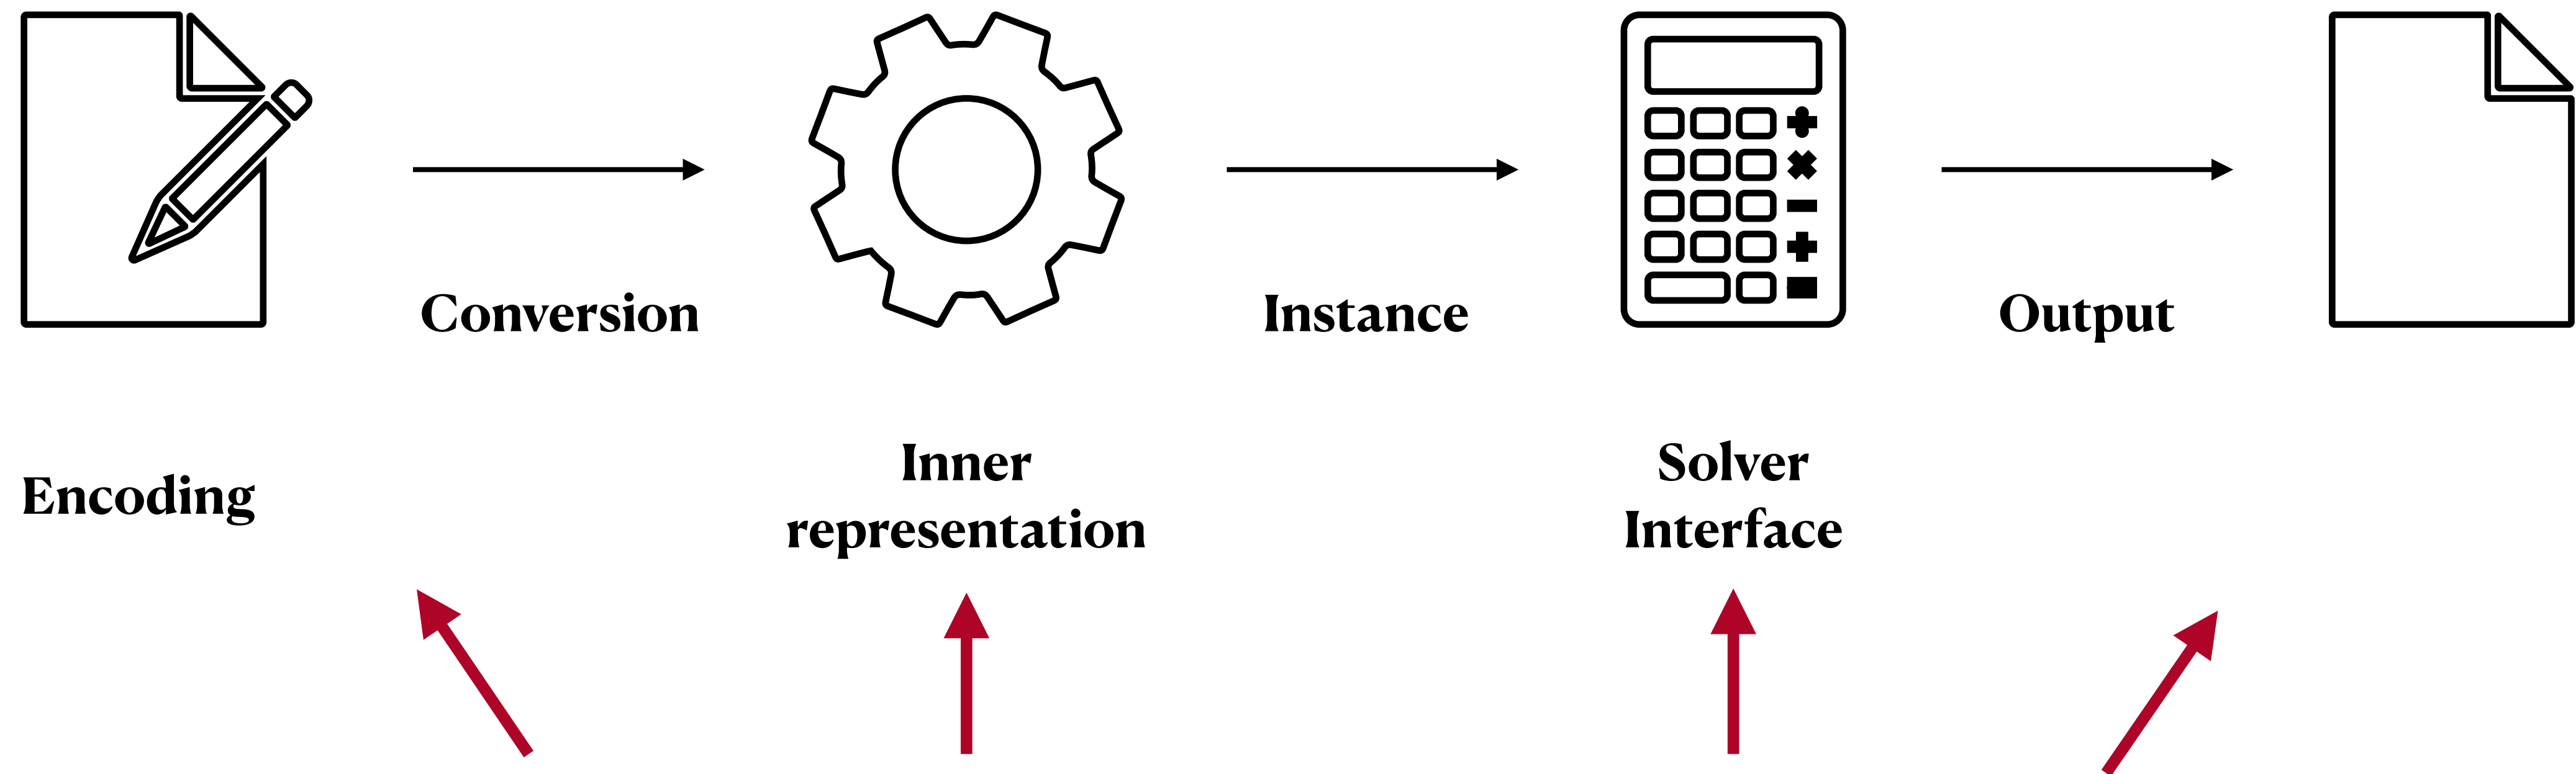 Conversion
Instance
Output
Encoding
Inner
representation
Solver
Interface